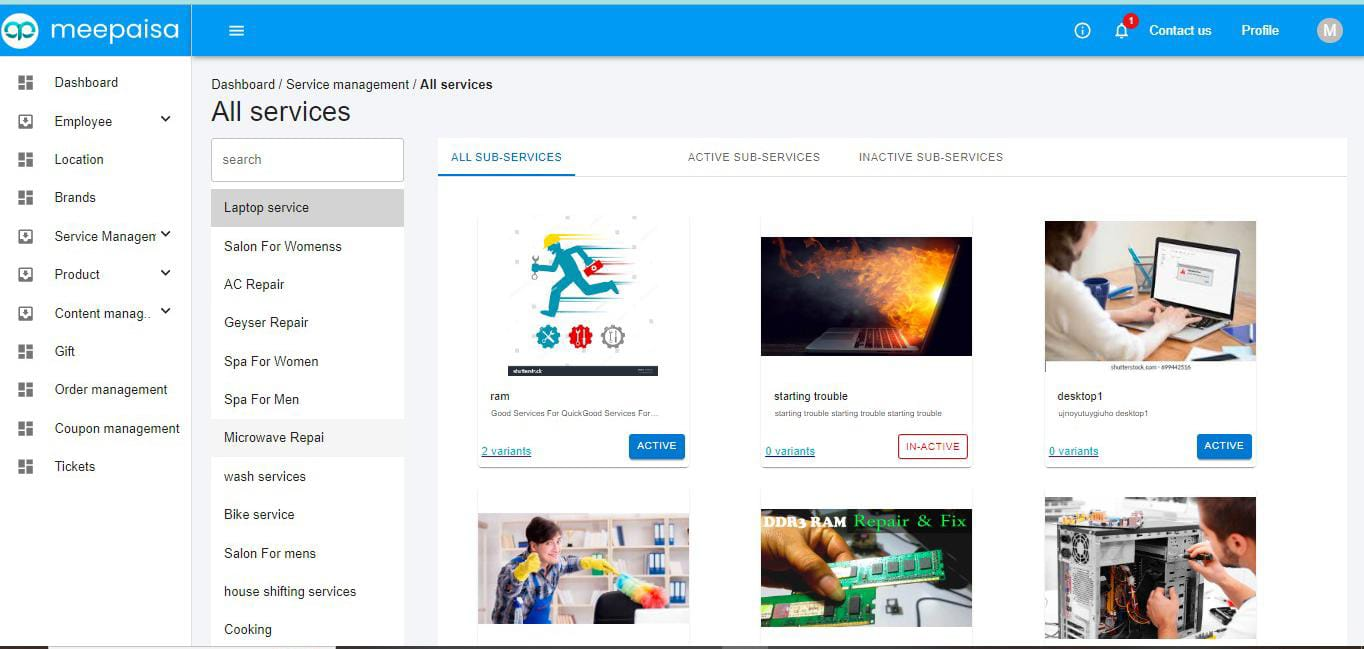 meepaisa
1
Contact us
Profile
M
Dashboard
Employee
Location
Brands
Service Managem
Product
Content manag..
Gift
Order management
Coupon management
Tickets
Dashboard / Service management / All services
All services
search
Laptop service
Salon For Womenss
AC Repair
Geyser Repair
Spa For Women
Spa For Men
Microwave Repai
wash services
Bike service
Salon For mens
house shifting services
Cooking
ALL SUB-SERVICES
ACTIVE SUB-SERVICES
INACTIVE SUB-SERVICES
shutterstock
ram
Good Services For QuickGood Services For...
2 variants
ACTIVE
starting trouble
starting trouble starting trouble starting trouble
0 variants
IN-ACTIVE
shutterstock.com · 699442516
desktop1
ujnoyutuygiuho desktop1
0 variants
ACTIVE
DDR3 RAM Repair & Fix